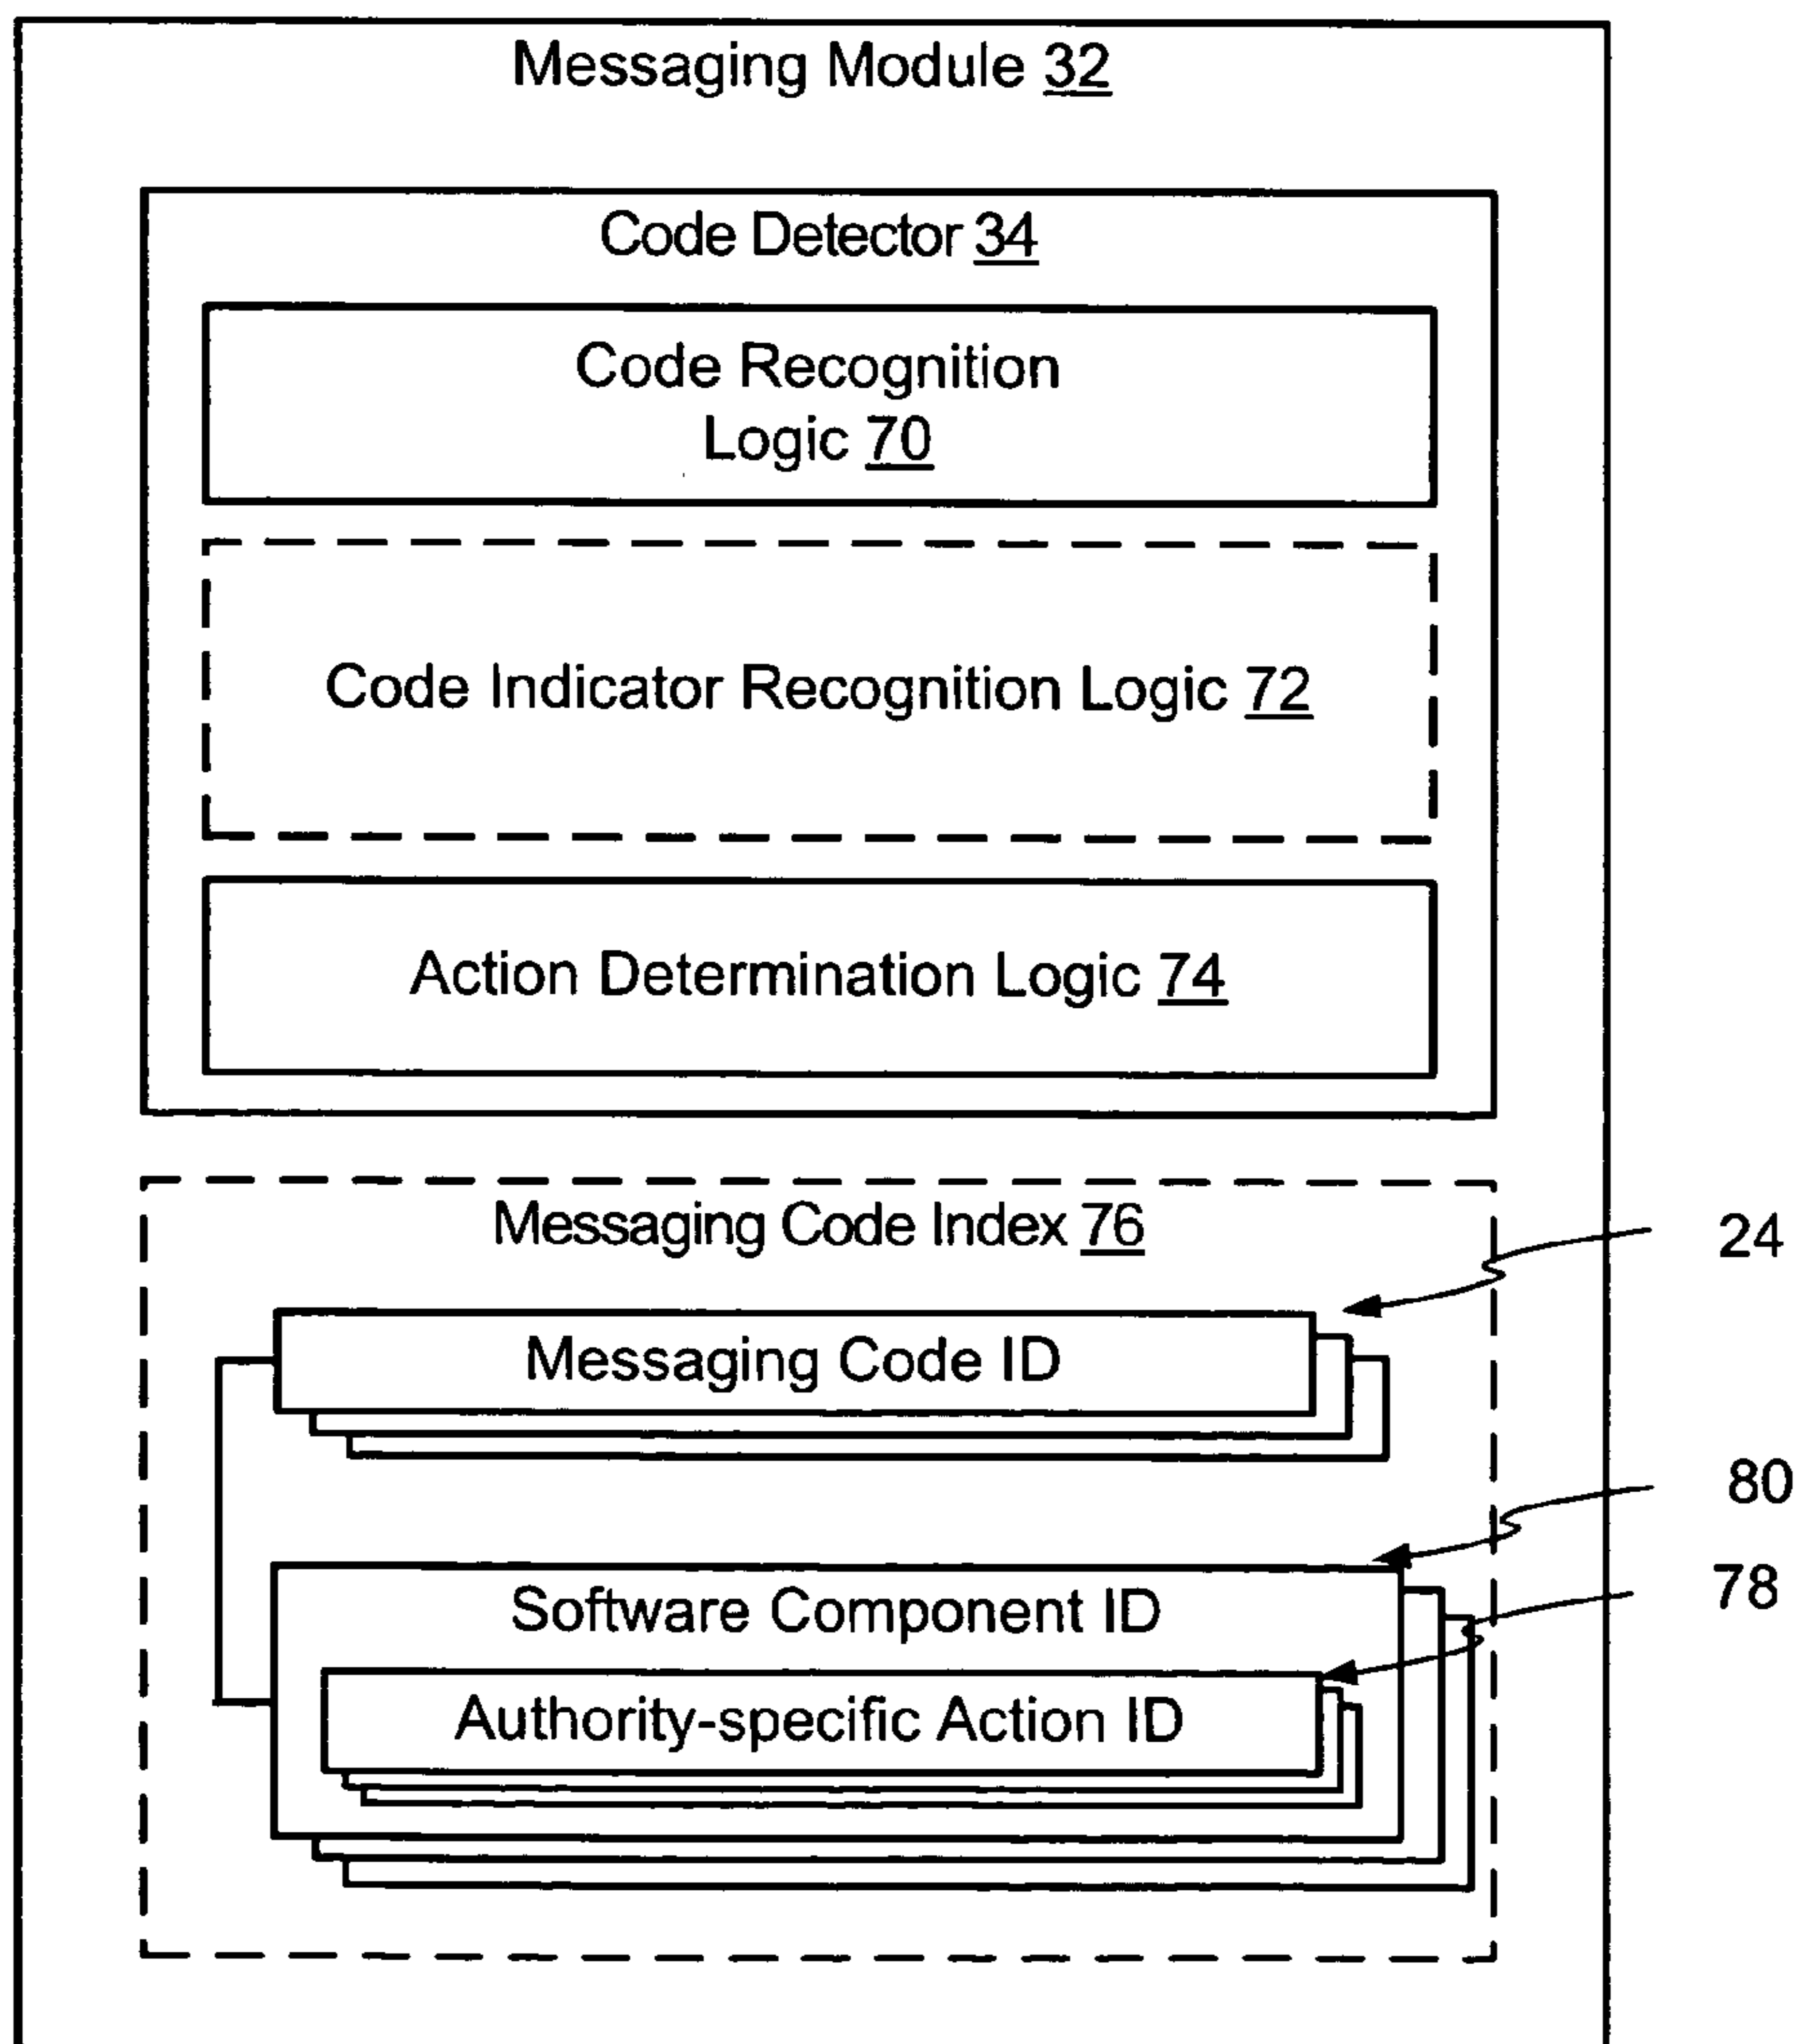 Messaging Module 32
Code Detector 34
Code Recognition
Logic 70
Code Indicator Recognition Logic 72
Action Determination Logic 74
Messaging Code Index 76
24
Messaging Code ID
80
Software Component ID
78
Authority-specific Action ID